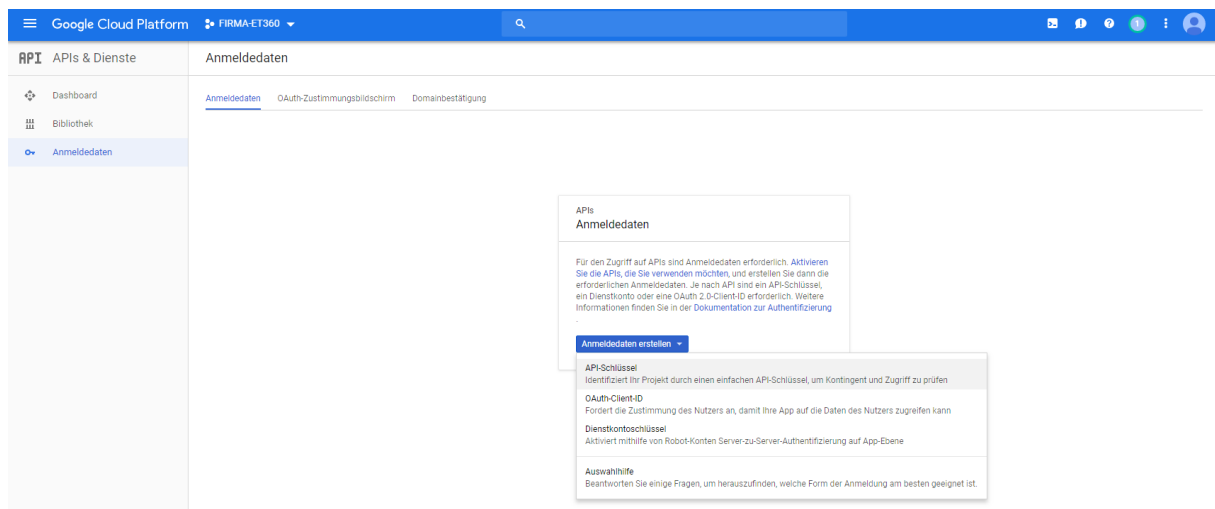 Google Cloud Platform FIRMA-ET360 1
API APIs & Dienste Anmeldedaten
Dashboard
Bibliothek
Anmeldedaten
Anmeldedaten OAuth-Zustimmungsbildschirm Domainbestätigung
APIs
Anmeldedaten
Für den Zugriff auf APIs sind Anmeldedaten erforderlich. Aktivieren
Sie die APIs, die Sie verwenden möchten, und erstellen Sie dann die
erforderlichen Anmeldedaten. Je nach API sind ein API-Schlüssel,
ein Dienstkonto oder eine OAuth 2.0-Client-ID erforderlich. Weitere
Informationen finden Sie in der Dokumentation zur Authentifizierung
.
Anmeldedaten erstellen
API-Schlüssel
Identifiziert Ihr Projekt durch einen einfachen API-Schlüssel, um Kontingent und Zugriff zu prüfen
OAuth-Client-ID
Fordert die Zustimmung des Nutzers an, damit Ihre App auf die Daten des Nutzers zugreifen kann
Dienstkontoschlüssel
Aktiviert mithilfe von Robot-Konten Server-zu-Server-Authentifizierung auf App-Ebene
Auswahlhilfe
Beantworten Sie einige Fragen, um herauszufinden, welche Form der Anmeldung am besten geeignet ist.